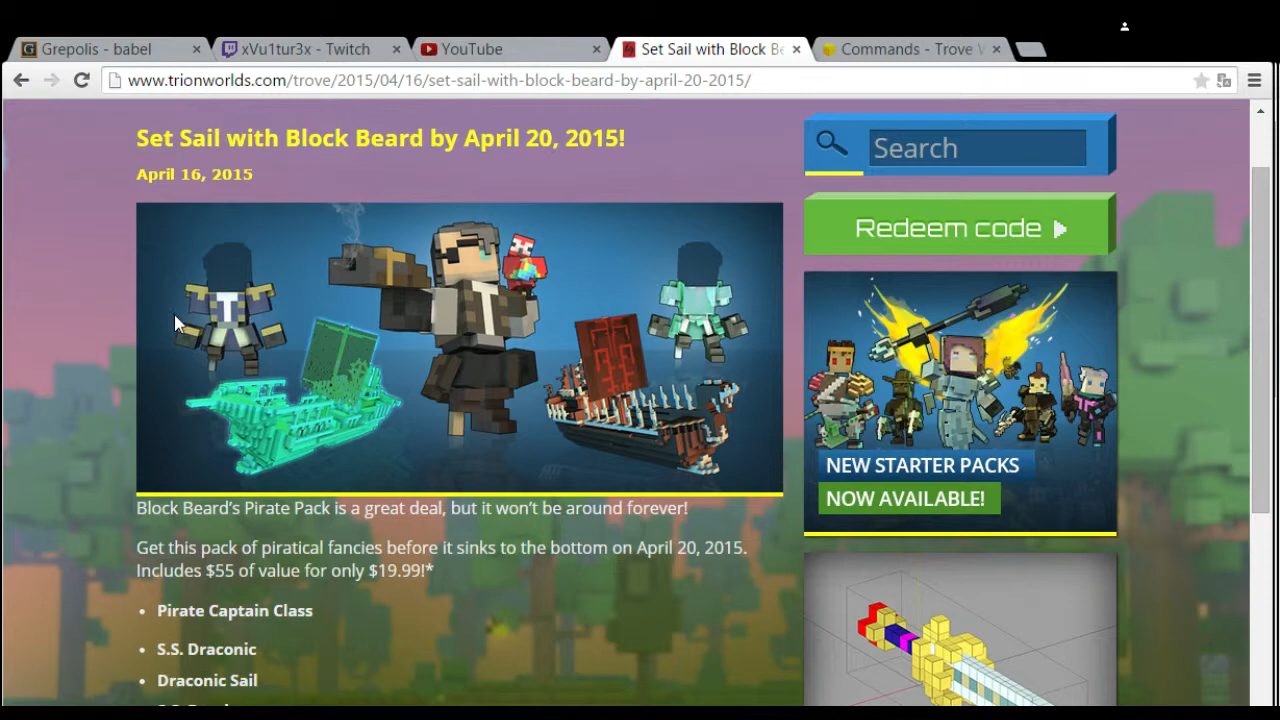 Grepolis - babel
xVu1tur3x - Twitch
YouTube
Set Sail with Block Be
Commands - Trove W
www.trionworlds.com/trove/2015/04/16/set-sail-with-block-beard-by-april-20-2015/
Set Sail with Block Beard by April 20, 2015!
April 16, 2015
Search
Redeem code
NEW STARTER PACKS
NOW AVAILABLE!
Block Beard’s Pirate Pack is a great deal, but it won’t be around forever!
Get this pack of piratical fancies before it sinks to the bottom on April 20, 2015.
Includes $55 of value for only $19.99!*
• Pirate Captain Class
• S.S. Draconic
• Draconic Sail